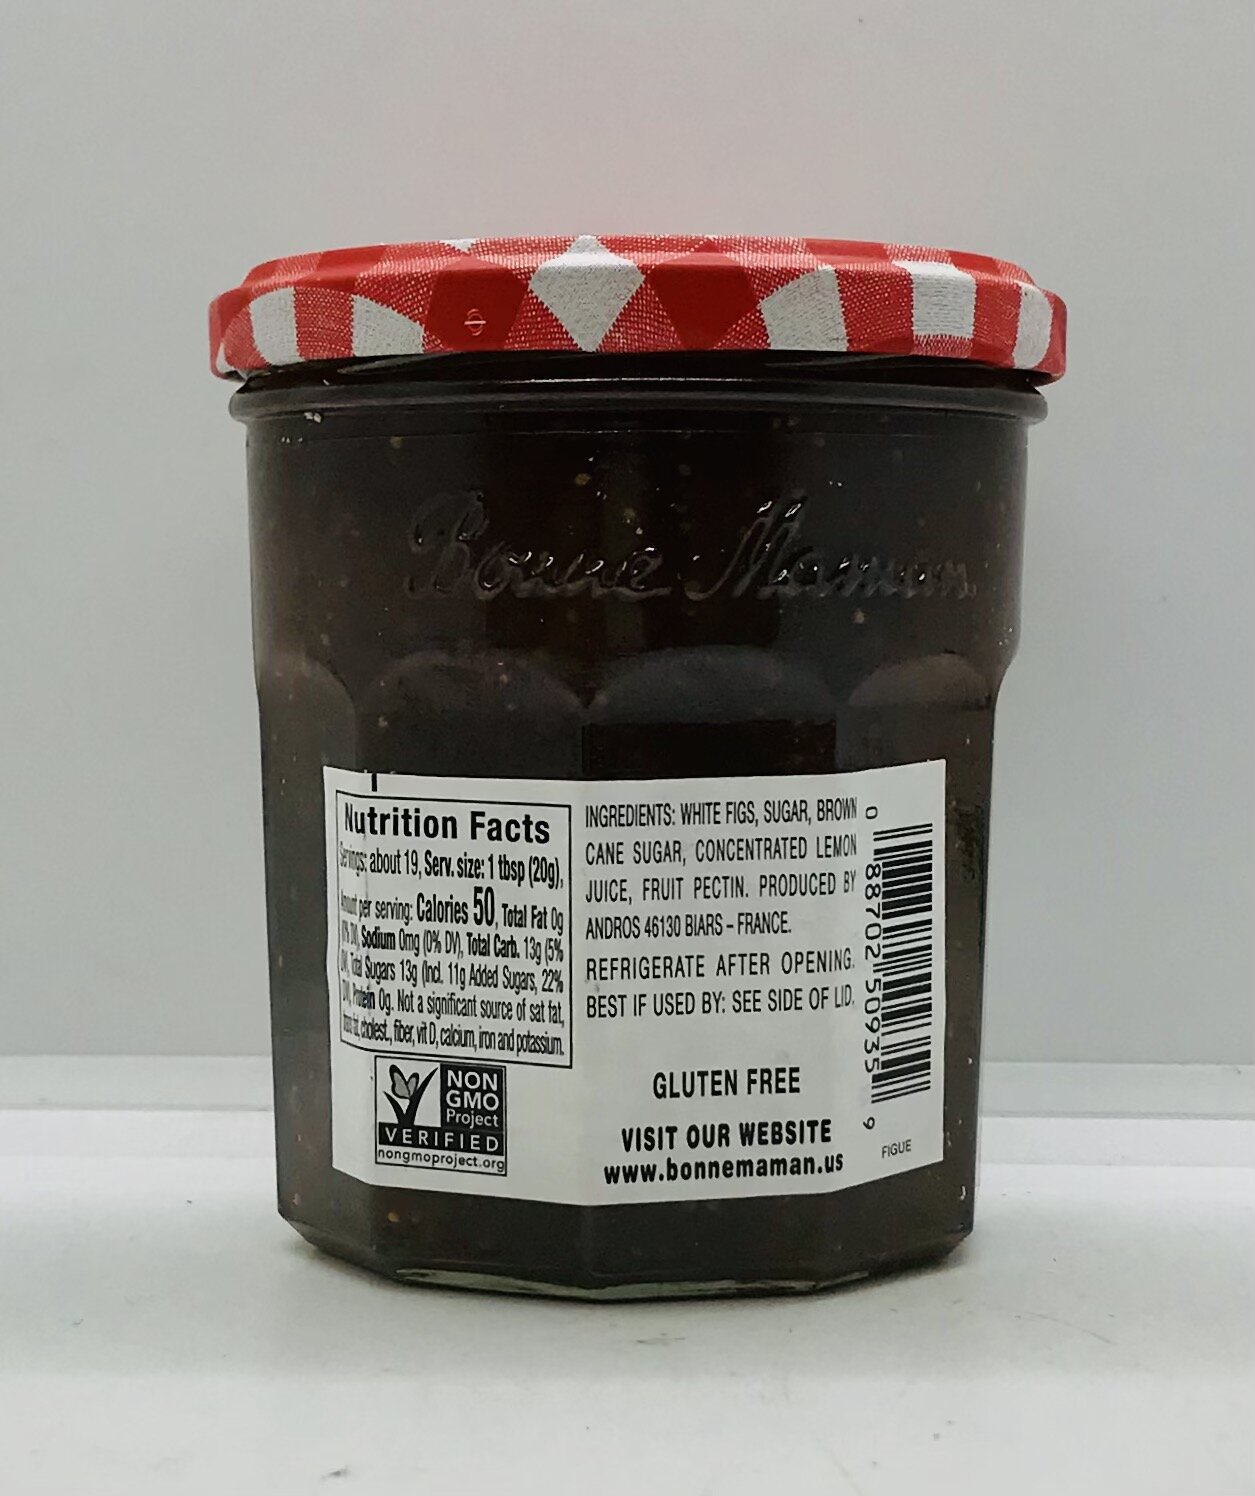 Bonne Maman
Nutrition Facts
Servings: about 19, Serv. size: 1 tbsp (20g),
Amount per serving: Calories 50, Total Fat 0g
(0% DV), Sodium 0mg (0% DV), Total Carb. 13g (5%
DV), Total Sugars 13g (Incl. 11g Added Sugars, 22%
DV), Protein 0g. Not a significant source of sat fat,
trans fat, cholest., fiber, vit D, calcium, iron and potassium.
NON
GMO
Project
VERIFIED
nongmoproject.org
INGREDIENTS: WHITE FIGS, SUGAR, BROWN
CANE SUGAR, CONCENTRATED LEMON
JUICE, FRUIT PECTIN. PRODUCED BY
ANDROS 46130 BIARS – FRANCE.
REFRIGERATE AFTER OPENING.
BEST IF USED BY: SEE SIDE OF LID.
GLUTEN FREE
VISIT OUR WEBSITE
www.bonnemaman.us
0 88702 50935 9
FIGUE